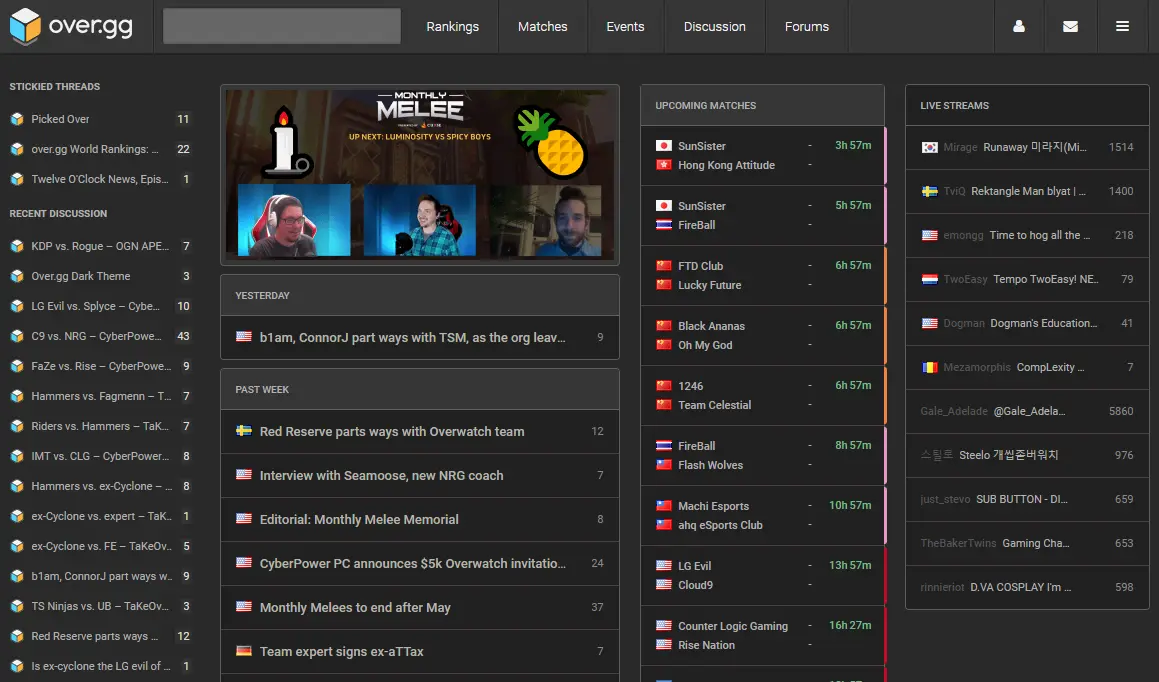 over.gg
Rankings
Matches
Events
Discussion
Forums
STICKIED THREADS
Picked Over 11
over.gg World Rankings: ... 22
Twelve O'Clock News, Epis... 1
RECENT DISCUSSION
KDP vs. Rogue – OGN APE... 7
Over.gg Dark Theme 3
LG Evil vs. Splyce – Cybe... 10
C9 vs. NRG – CyberPowe... 43
FaZe vs. Rise – CyberPowe... 9
Hammers vs. Fagmenn – T... 7
Riders vs. Hammers – TaK... 7
IMT vs. CLG – CyberPower... 8
Hammers vs. ex-Cyclone – ... 8
ex-Cyclone vs. expert – TaK... 1
ex-Cyclone vs. FE – TaKeOv... 5
b1am, ConnorJ part ways w... 9
TS Ninjas vs. UB – TaKeOv... 3
Red Reserve parts ways ... 12
Is ex-cyclone the LG evil of ... 1
MONTHLY
MELEE
UP NEXT: LUMINOSITY VS SPICY BOYS
YESTERDAY
b1am, ConnorJ part ways with TSM, as the org leav... 9
PAST WEEK
Red Reserve parts ways with Overwatch team 12
Interview with Seamoose, new NRG coach 7
Editorial: Monthly Melee Memorial 8
CyberPower PC announces $5k Overwatch invitatio... 24
Monthly Melees to end after May 37
Team expert signs ex-aTTax 7
UPCOMING MATCHES
SunSister - 3h 57m
Hong Kong Attitude -
SunSister - 5h 57m
FireBall -
FTD Club - 6h 57m
Lucky Future -
Black Ananas - 6h 57m
Oh My God -
1246 - 6h 57m
Team Celestial -
FireBall - 8h 57m
Flash Wolves -
Machi Esports - 10h 57m
ahq eSports Club -
LG Evil - 13h 57m
Cloud9 -
Counter Logic Gaming - 16h 27m
Rise Nation -
LIVE STREAMS
Mirage Runaway 미라지(Mi... 1514
TviQ Rektangle Man blyat | ... 1400
emongg Time to hog all the ... 218
TwoEasy Tempo TwoEasy! NE.. 79
Dogman Dogman's Education... 41
Mezamorphis CompLexity ... 7
Gale_Adelade @Gale_Adela... 5860
스틸로 Steelo 개씹존버워치 976
just_stevo SUB BUTTON - DI... 659
TheBakerTwins Gaming Cha... 653
rinnieriot D.VA COSPLAY I'm ... 598